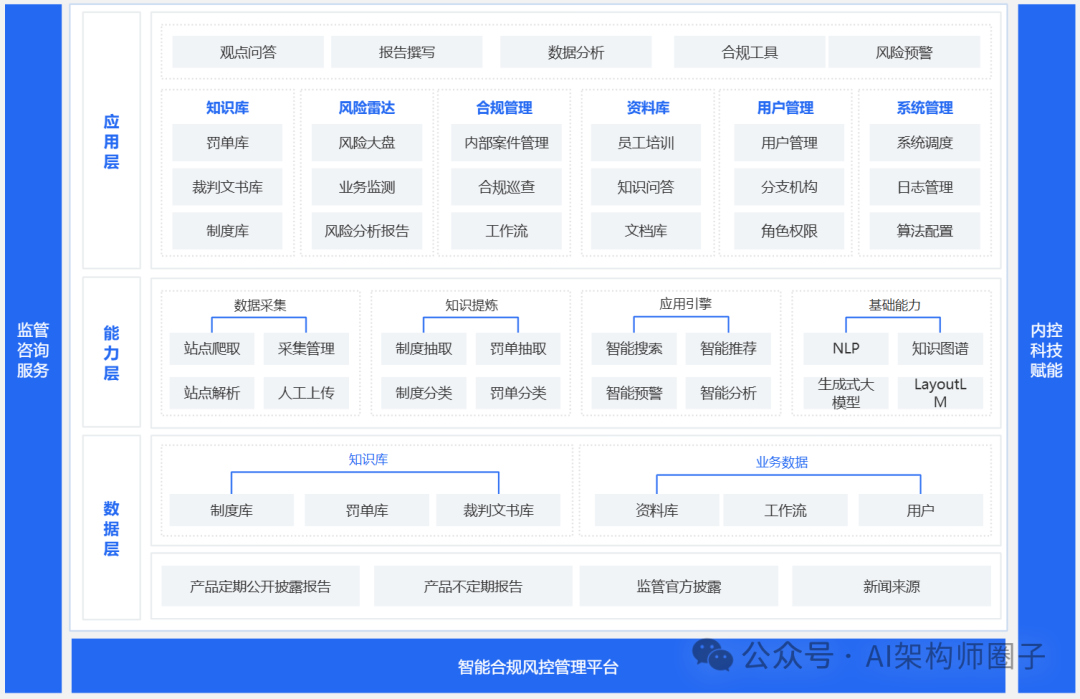 监管
咨询
服务
应
用
层
观点问答
报告撰写
数据分析
合规工具
风险预警
知识库
罚单库
裁判文书库
制度库
风险雷达
风险大盘
业务监测
风险分析报告
合规管理
内部案件管理
合规巡查
工作流
资料库
员工培训
知识问答
文档库
用户管理
用户管理
分支机构
角色权限
系统管理
系统调度
日志管理
算法配置
能
力
层
数据采集
站点爬取
采集管理
站点解析
人工上传
知识提炼
制度抽取
罚单抽取
制度分类
罚单分类
应用引擎
智能搜索
智能推荐
智能预警
智能分析
基础能力
NLP
知识图谱
生成式大
模型
LayoutL
M
数
据
层
知识库
制度库
罚单库
裁判文书库
业务数据
资料库
工作流
用户
产品定期公开披露报告
产品不定期报告
监管官方披露
新闻来源
内控
科技
赋能
智能合规风控管理平台
公众号 · AI架构师圈子